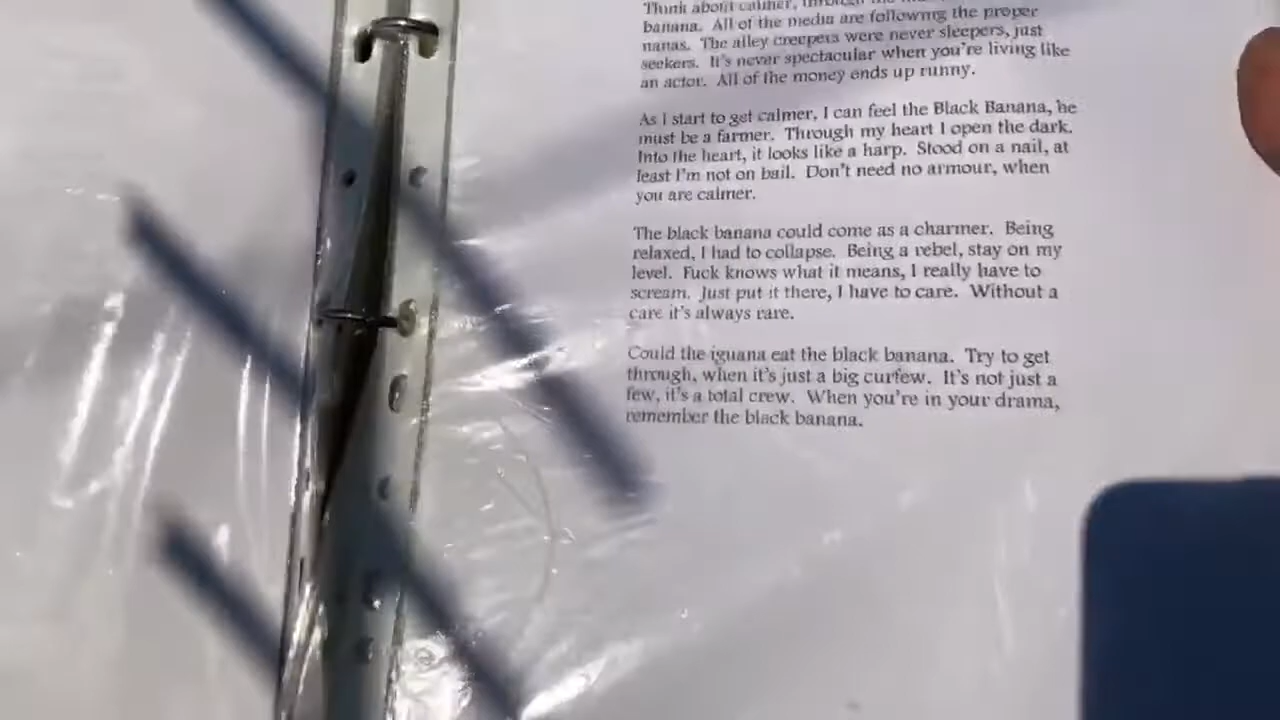 Think about calmer, through the
banana. All of the media are following the proper
nanas. The alley creepers were never sleepers, just
seekers. It's never spectacular when you're living like
an actor. All of the money ends up runny.
As I start to get calmer, I can feel the Black Banana, he
must be a farmer. Through my heart I open the dark.
Into the heart, it looks like a harp. Stood on a nail, at
least I'm not on bail. Don't need no armour, when
you are calmer.
The black banana could come as a charmer. Being
relaxed, I had to collapse. Being a rebel, stay on my
level. Fuck knows what it means, I really have to
scream. Just put it there, I have to care. Without a
care it's always rare.
Could the iguana eat the black banana. Try to get
through, when it's just a big curfew. It's not just a
few, it's a total crew. When you're in your drama,
remember the black banana.